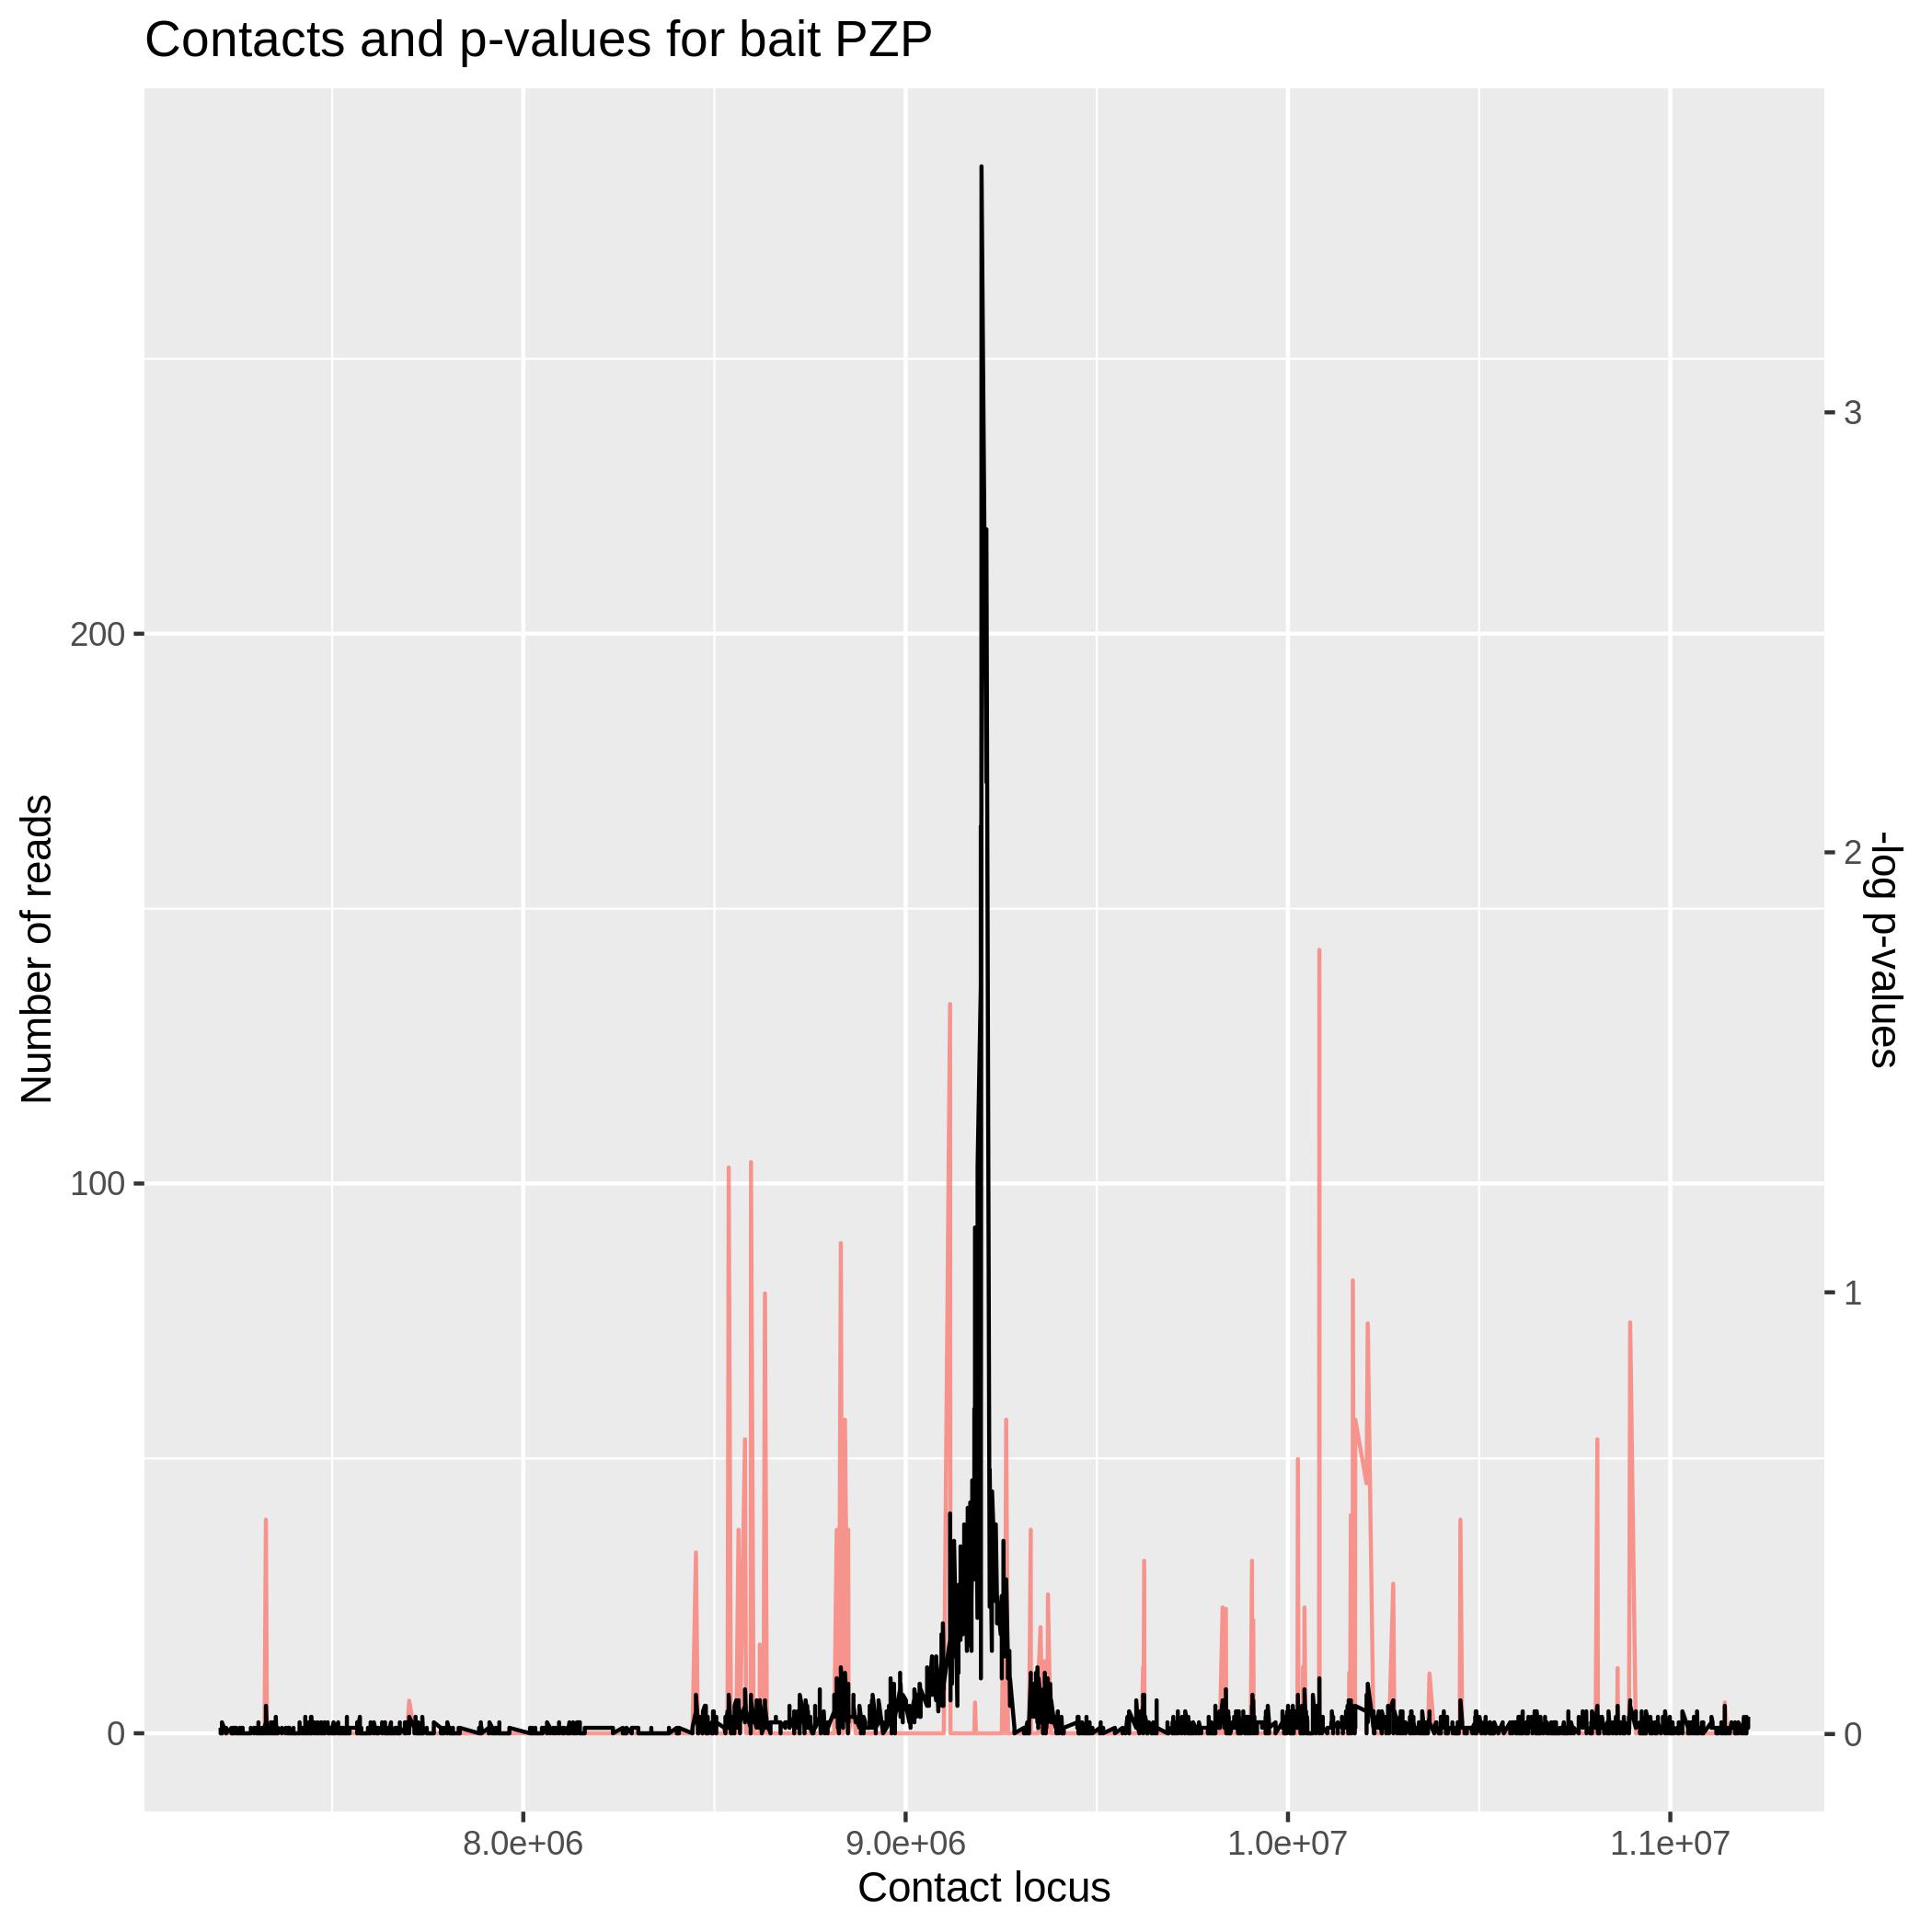 Contacts and p-values for bait PZP
Number of reads
200
100
0
3
2
1
0
-log p-values
8.0e+06
9.0e+06
1.0e+07
1.1e+07
Contact locus